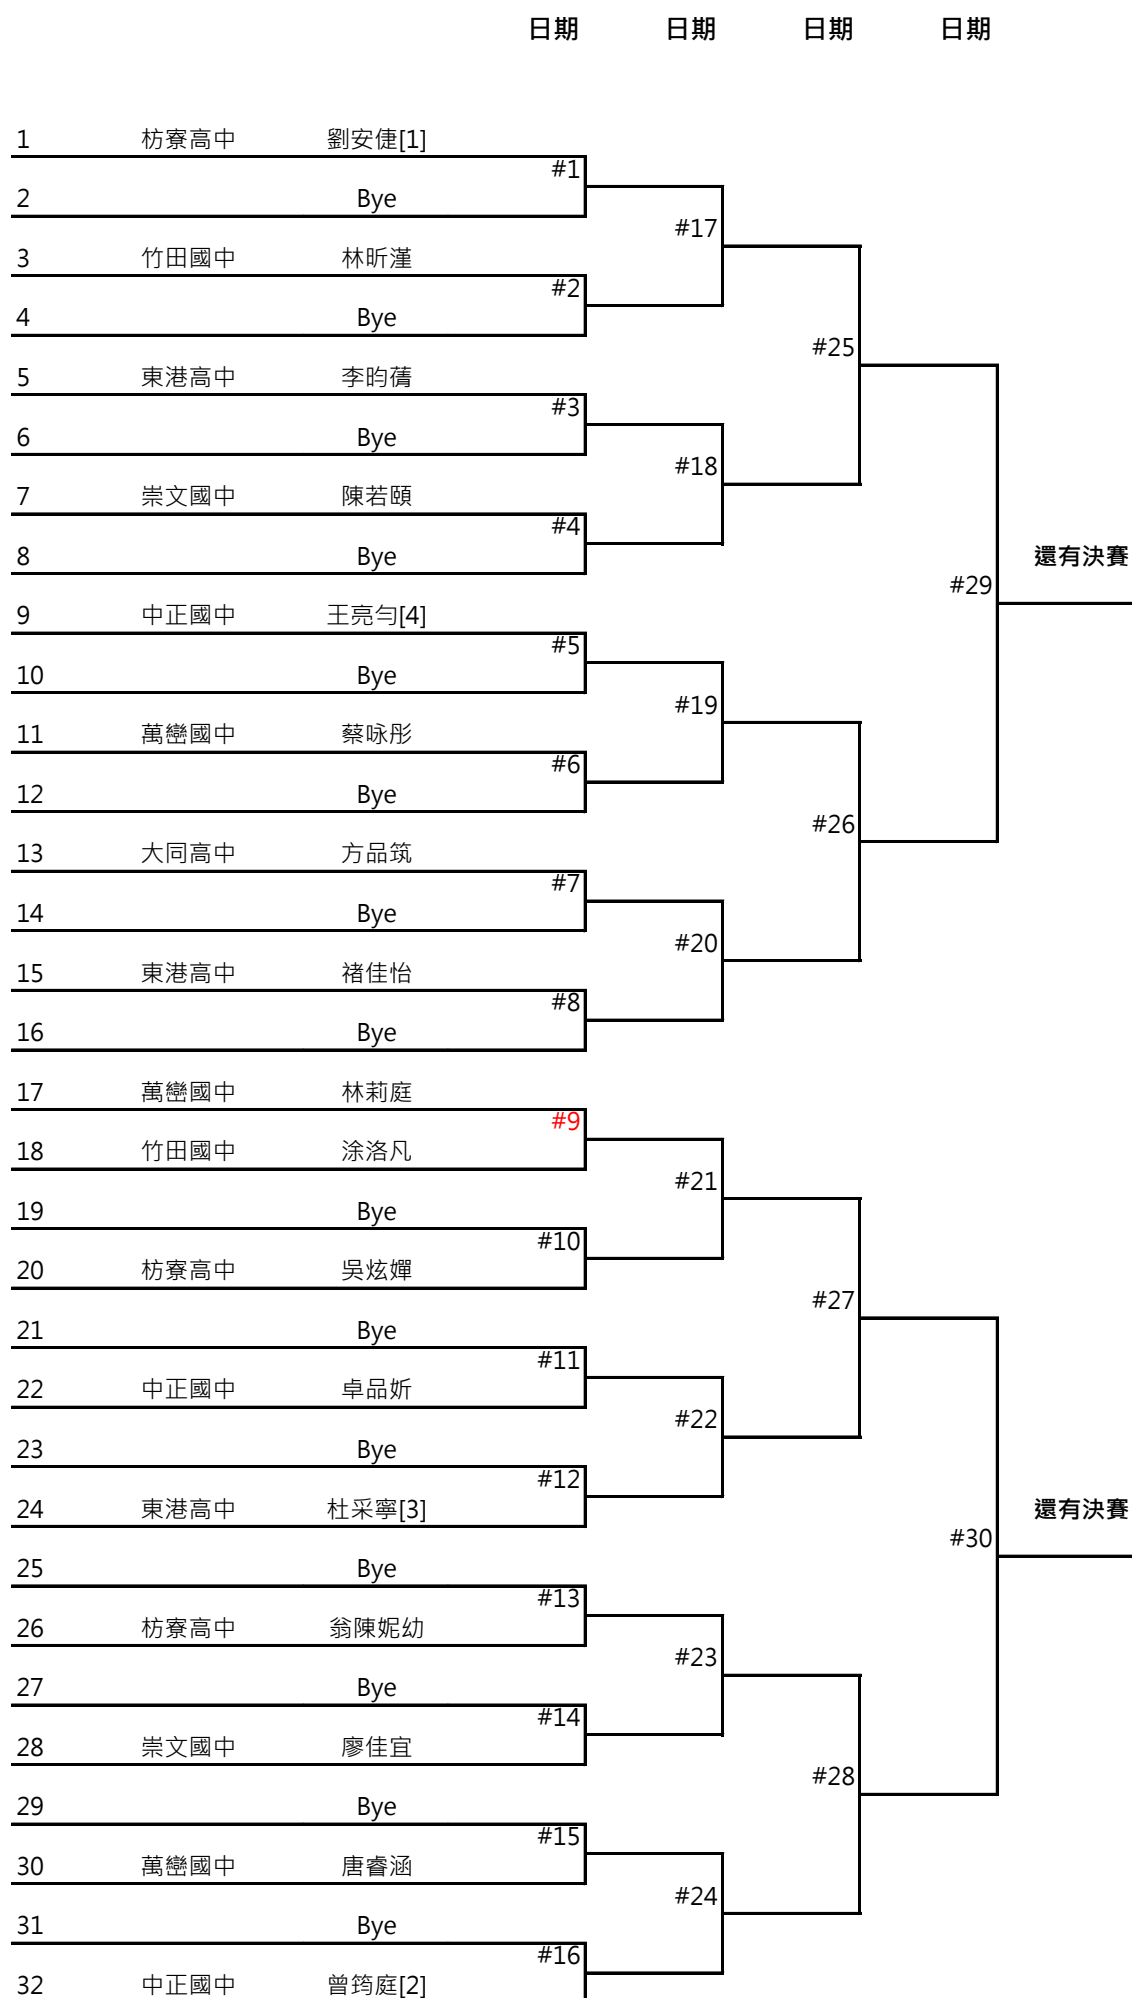 日期 日期 日期 日期
1 枋寮高中 劉安倢[1]
#1
2 Bye
#17
3 竹田國中 林昕漌
#2
4 Bye
#25
5 東港高中 李昀蒨
#3
6 Bye
#18
7 崇文國中 陳若頤
#4
8 Bye
還有決賽
#29
9 中正國中 王亮勻[4]
#5
10 Bye
#19
11 萬巒國中 蔡咏彤
#6
12 Bye
#26
13 大同高中 方品筑
#7
14 Bye
#20
15 東港高中 禇佳怡
#8
16 Bye
17 萬巒國中 林莉庭
#9
18 竹田國中 涂洛凡
#21
19 Bye
#10
20 枋寮高中 吳炫嬋
#27
21 Bye
#11
22 中正國中 卓品妡
#22
23 Bye
#12
24 東港高中 杜采寧[3]
還有決賽
#30
25 Bye
#13
26 枋寮高中 翁陳妮幼
#23
27 Bye
#14
28 崇文國中 廖佳宜
#28
29 Bye
#15
30 萬巒國中 唐睿涵
#24
31 Bye
#16
32 中正國中 曾筠庭[2]